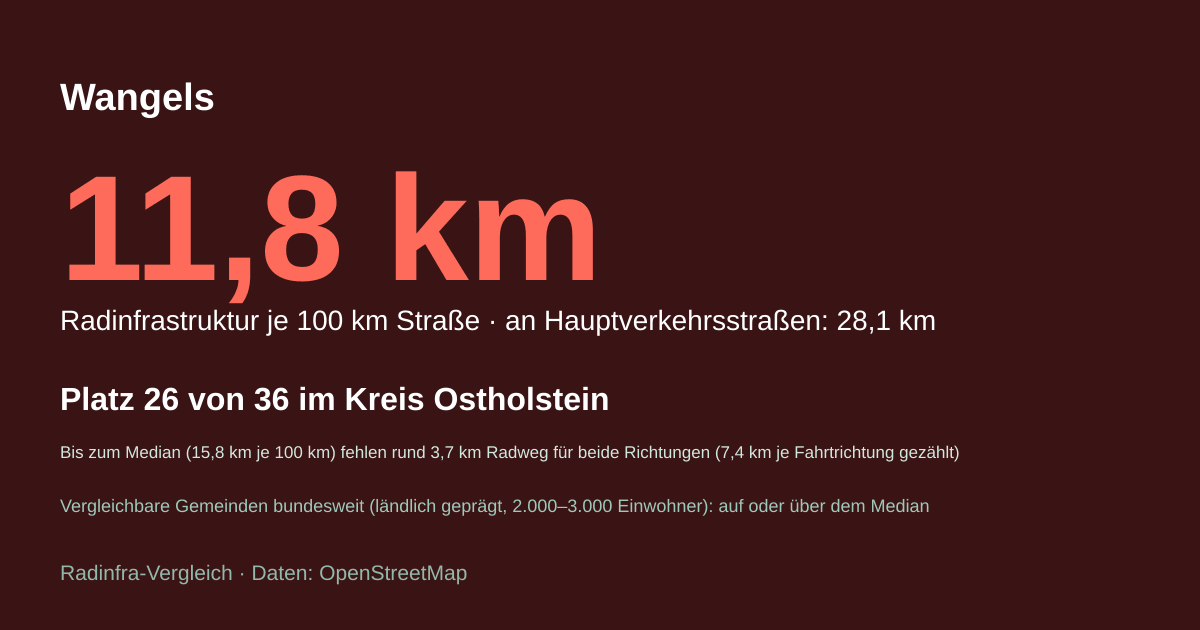 Wangels
11,8 km
Radinfrastruktur je 100 km Straße · an Hauptverkehrsstraßen: 28,1 km
Platz 26 von 36 im Kreis Ostholstein
Bis zum Median (15,8 km je 100 km) fehlen rund 3,7 km Radweg für beide Richtungen (7,4 km je Fahrtrichtung gezählt)
Vergleichbare Gemeinden bundesweit (ländlich geprägt, 2.000–3.000 Einwohner): auf oder über dem Median
Radinfra-Vergleich · Daten: OpenStreetMap